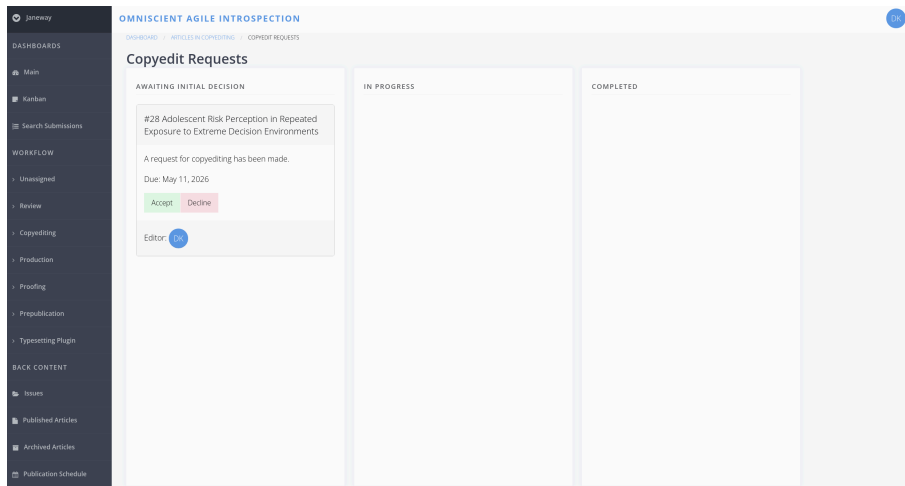 Janeway
OMNISCIENT AGILE INTROSPECTION
DK
DASHBOARDS
Main
Kanban
Search Submissions
WORKFLOW
Unassigned
Review
Copyediting
Production
Proofing
Prepublication
Typesetting Plugin
BACK CONTENT
Issues
Published Articles
Archived Articles
Publication Schedule
DASHBOARD | ARTICLES IN COPYEDITING | COPYEDIT REQUESTS
Copyedit Requests
AWAITING INITIAL DECISION
#28 Adolescent Risk Perception in Repeated
Exposure to Extreme Decision Environments
A request for copyediting has been made.
Due: May 11, 2026
Accept Decline
Editor: DK
IN PROGRESS
COMPLETED